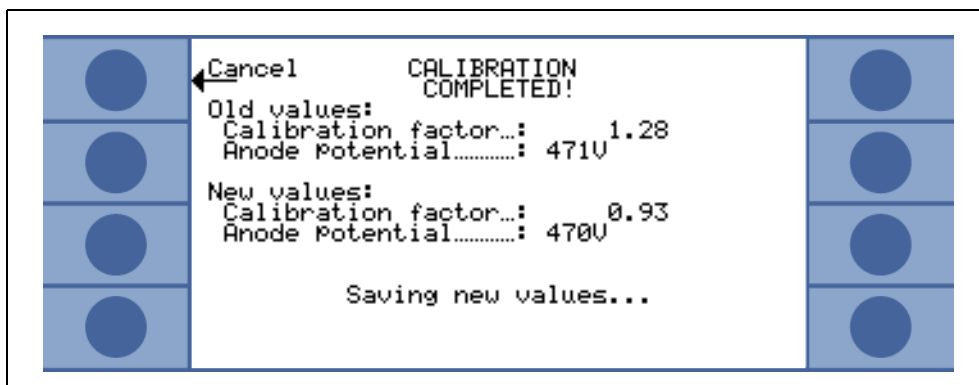 Cancel CALIBRATION
COMPLETED!
Old values:
Calibration factor…: 1.28
Anode potential…………: 471V
New values:
Calibration factor…: 0.93
Anode potential…………: 470V
Saving new values...